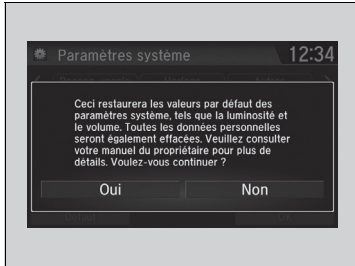 Paramètres système
12:34
Ceci restaurera les valeurs par défaut des
paramètres système, tels que la luminosité et
le volume. Toutes les données personnelles
seront également effacées. Veuillez consulter
votre manuel du propriétaire pour plus de
détails. Voulez-vous continuer ?
Oui
Non
Défaut
OK